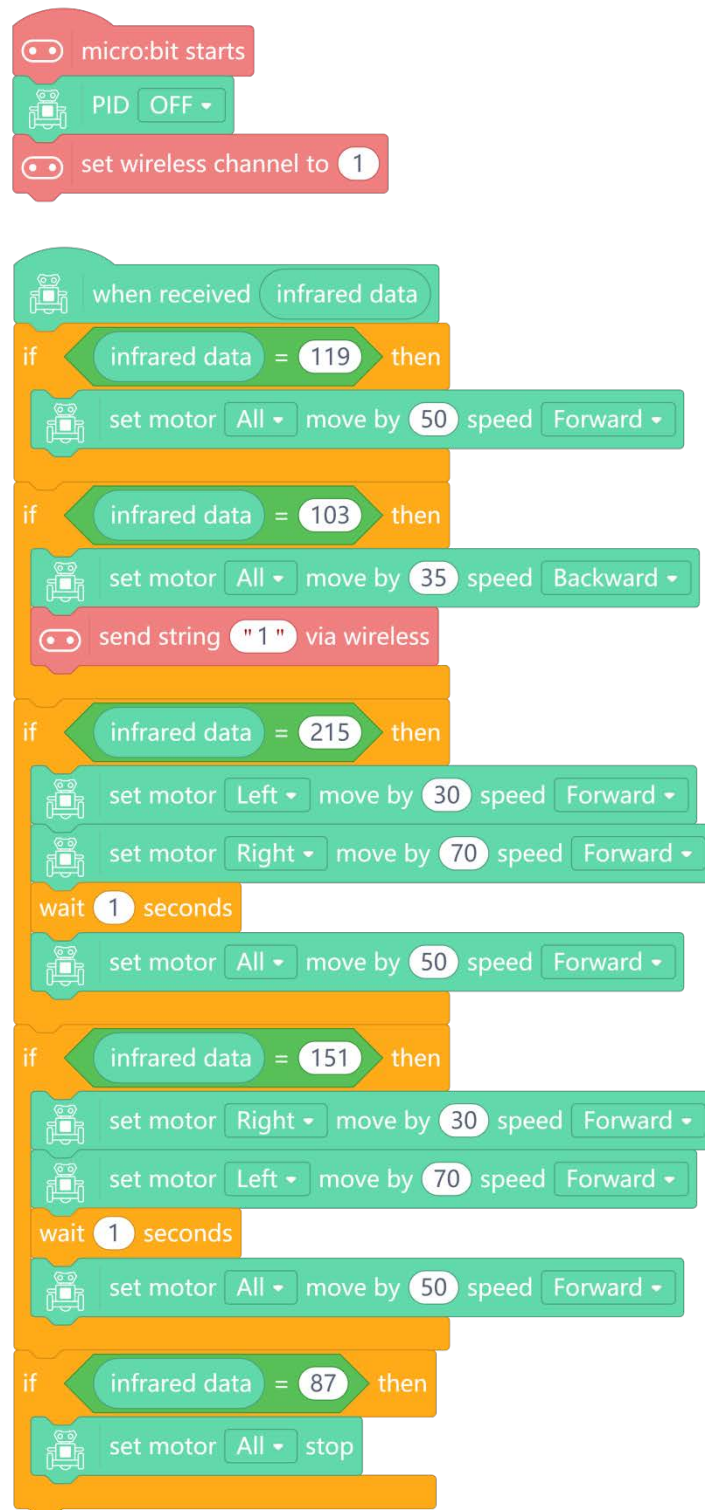 micro:bit starts
PID OFF
set wireless channel to 1
when received infrared data
if infrared data = 119 then
set motor All move by 50 speed Forward
if infrared data = 103 then
set motor All move by 35 speed Backward
send string "1" via wireless
if infrared data = 215 then
set motor Left move by 30 speed Forward
set motor Right move by 70 speed Forward
wait 1 seconds
set motor All move by 50 speed Forward
if infrared data = 151 then
set motor Right move by 30 speed Forward
set motor Left move by 70 speed Forward
wait 1 seconds
set motor All move by 50 speed Forward
if infrared data = 87 then
set motor All stop